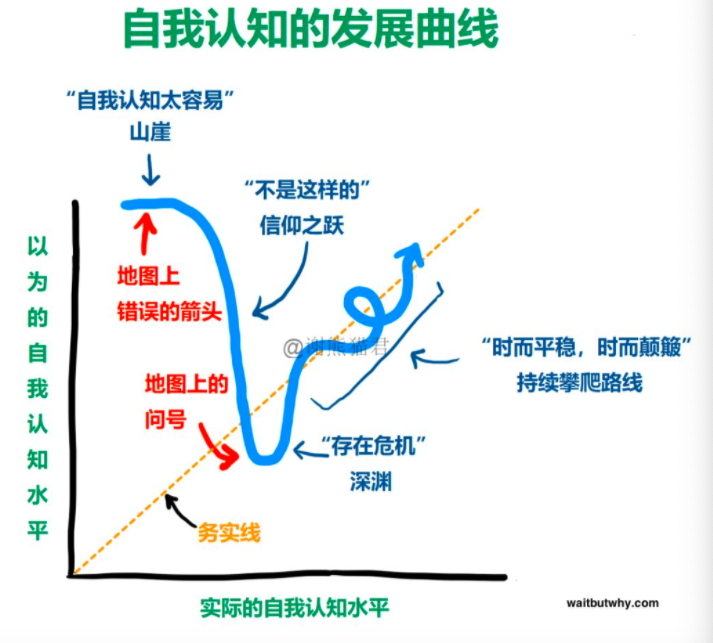 自我认知的发展曲线
“自我认知太容易”
山崖
“不是这样的”
信仰之跃
以为的自我认知水平
地图上
错误的箭头
@谢熊猫君
“时而平稳，时而颠簸”
持续攀爬路线
地图上的
问号
“存在危机”
深渊
务实线
实际的自我认知水平
waitbutwhy.com